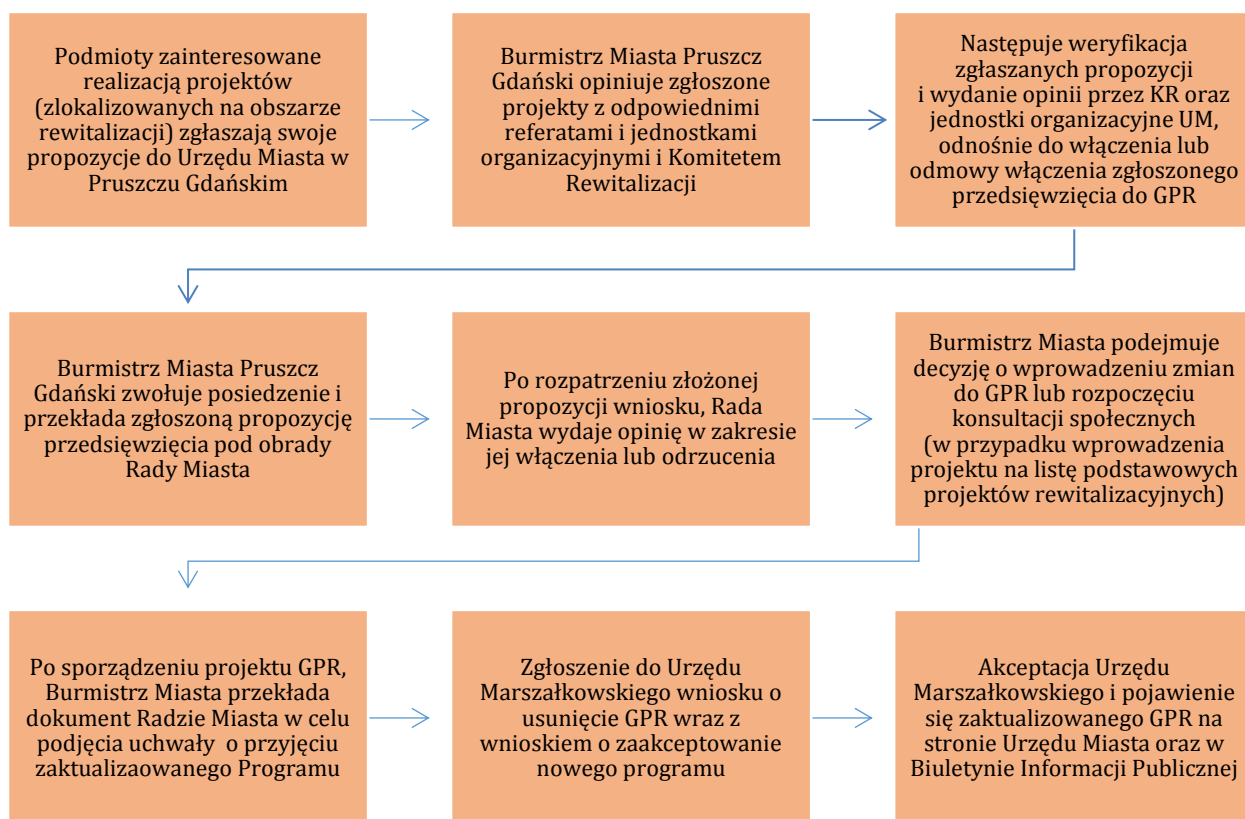 Podmioty zainteresowane
realizacją projektów
(zlokalizowanych na obszarze
rewitalizacji) zgłaszają swoje
propozycje do Urzędu Miasta w
Pruszczu Gdańskim
Burmistrz Miasta Pruszcz
Gdański opiniuje zgłoszone
projekty z odpowiednimi
referatami i jednostkami
organizacyjnymi i Komitetem
Rewitalizacji
Następuje weryfikacja
zgłaszanych propozycji
i wydanie opinii przez KR oraz
jednostki organizacyjne UM,
odnośnie do włączenia lub
odmowy włączenia zgłoszonego
przedsięwzięcia do GPR
Burmistrz Miasta Pruszcz
Gdański zwołuje posiedzenie i
przekłada zgłoszoną propozycję
przedsięwzięcia pod obrady
Rady Miasta
Po rozpatrzeniu złożonej
propozycji wniosku, Rada
Miasta wydaje opinię w zakresie
jej włączenia lub odrzucenia
Burmistrz Miasta podejmuje
decyzję o wprowadzeniu zmian
do GPR lub rozpoczęciu
konsultacji społecznych
(w przypadku wprowadzenia
projektu na listę podstawowych
projektów rewitalizacyjnych)
Po sporządzeniu projektu GPR,
Burmistrz Miasta przekłada
dokument Radzie Miasta w celu
podjęcia uchwały o przyjęciu
zaktualizaowanego Programu
Zgłoszenie do Urzędu
Marszałkowskiego wniosku o
usunięcie GPR wraz z
wnioskiem o zaakceptowanie
nowego programu
Akceptacja Urzędu
Marszałkowskiego i pojawienie
się zaktualizowanego GPR na
stronie Urzędu Miasta oraz w
Biuletynie Informacji Publicznej